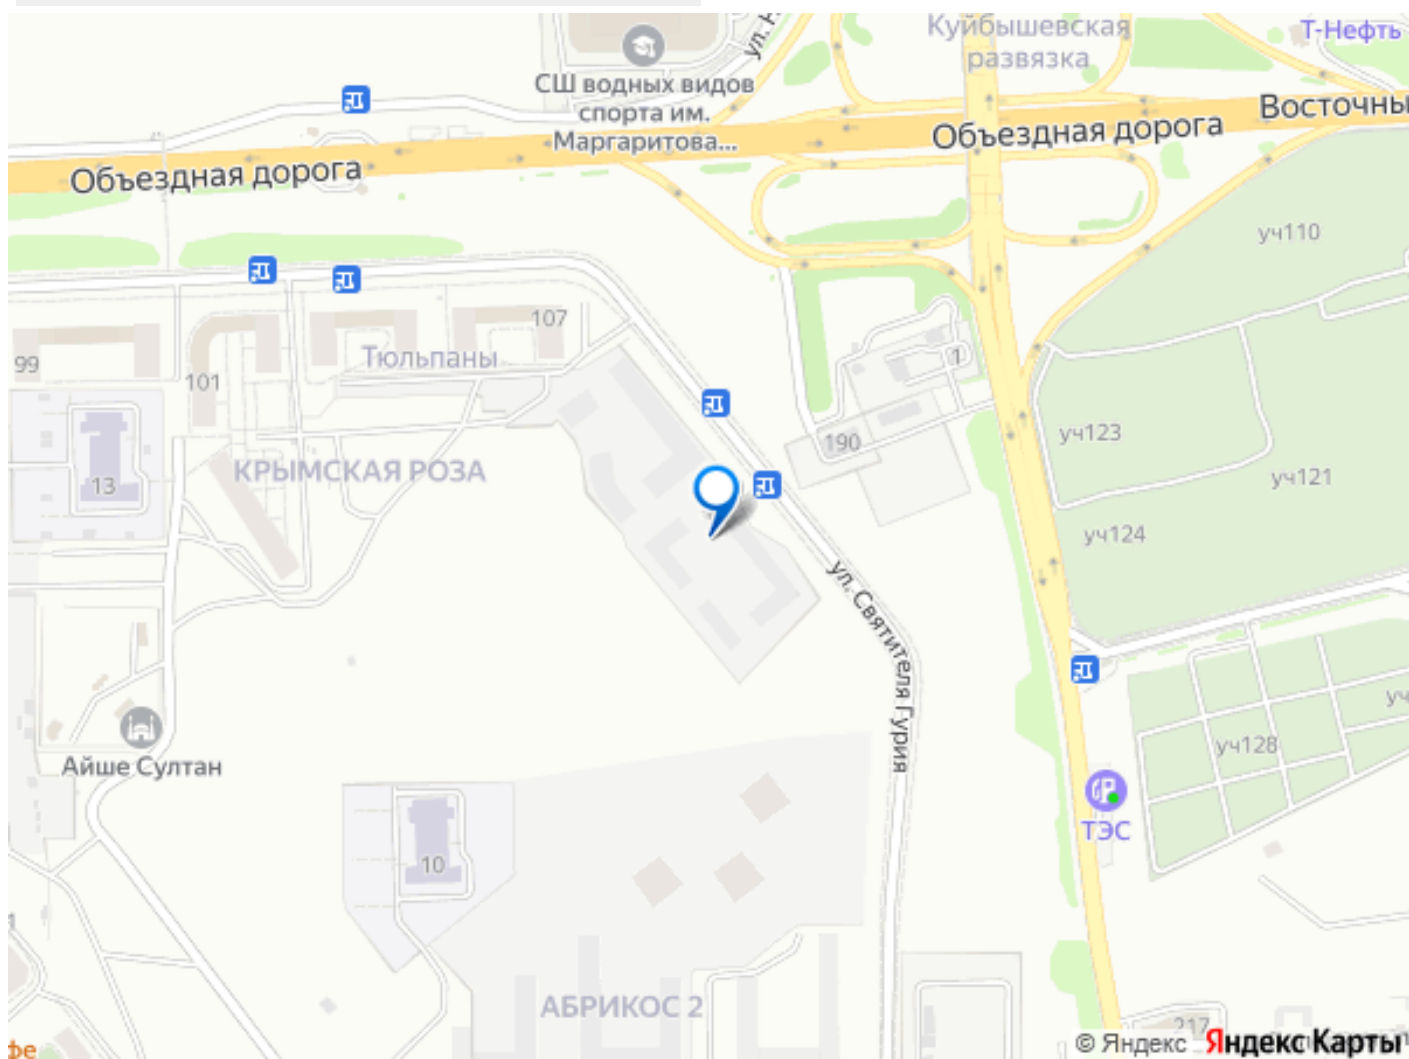 Куйбышевская
развязка
Т-Нефть
СШ водных видов
спорта им.
Маргаритова...
Восточны
Объездная дорога
Объездная дорога
уч110
107
Тюльпаны
99
101
1
190
уч123
КРЫМСКАЯ РОЗА
13
уч121
уч124
ул. Святителя Гурия
уч128
уч
Айше Султан
ТЭС
10
АБРИКОС 2
217
фе
© Яндекс Яндекс Карты